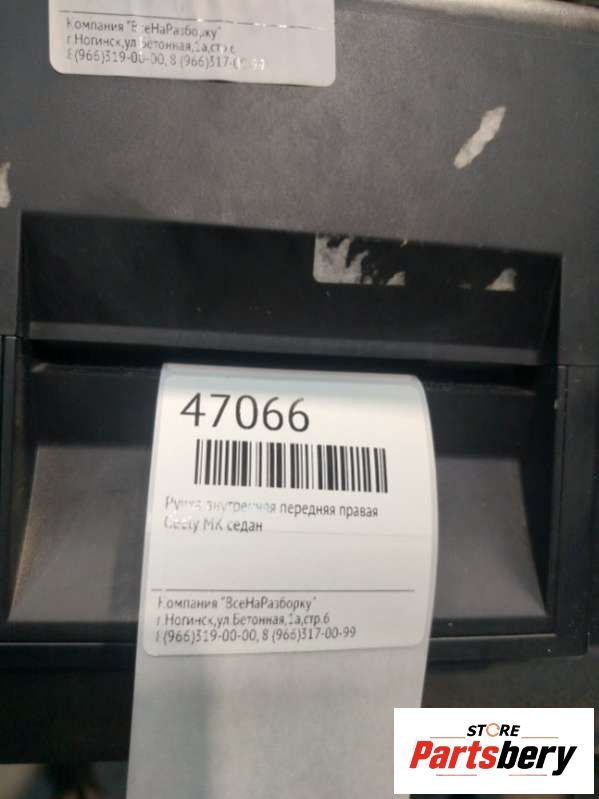 Компания "ВсеНаРазборку"
г.Ногинск,ул.Бетонная,1а,стр.6
8(966)319-00-00, 8 (966)317-00-99
47066
Ручка внутренняя передняя правая
Geely MK седан
Компания "ВсеНаРазборку"
г.Ногинск,ул.Бетонная,1а,стр.6
8(966)319-00-00, 8 (966)317-00-99
STORE
Partsbery